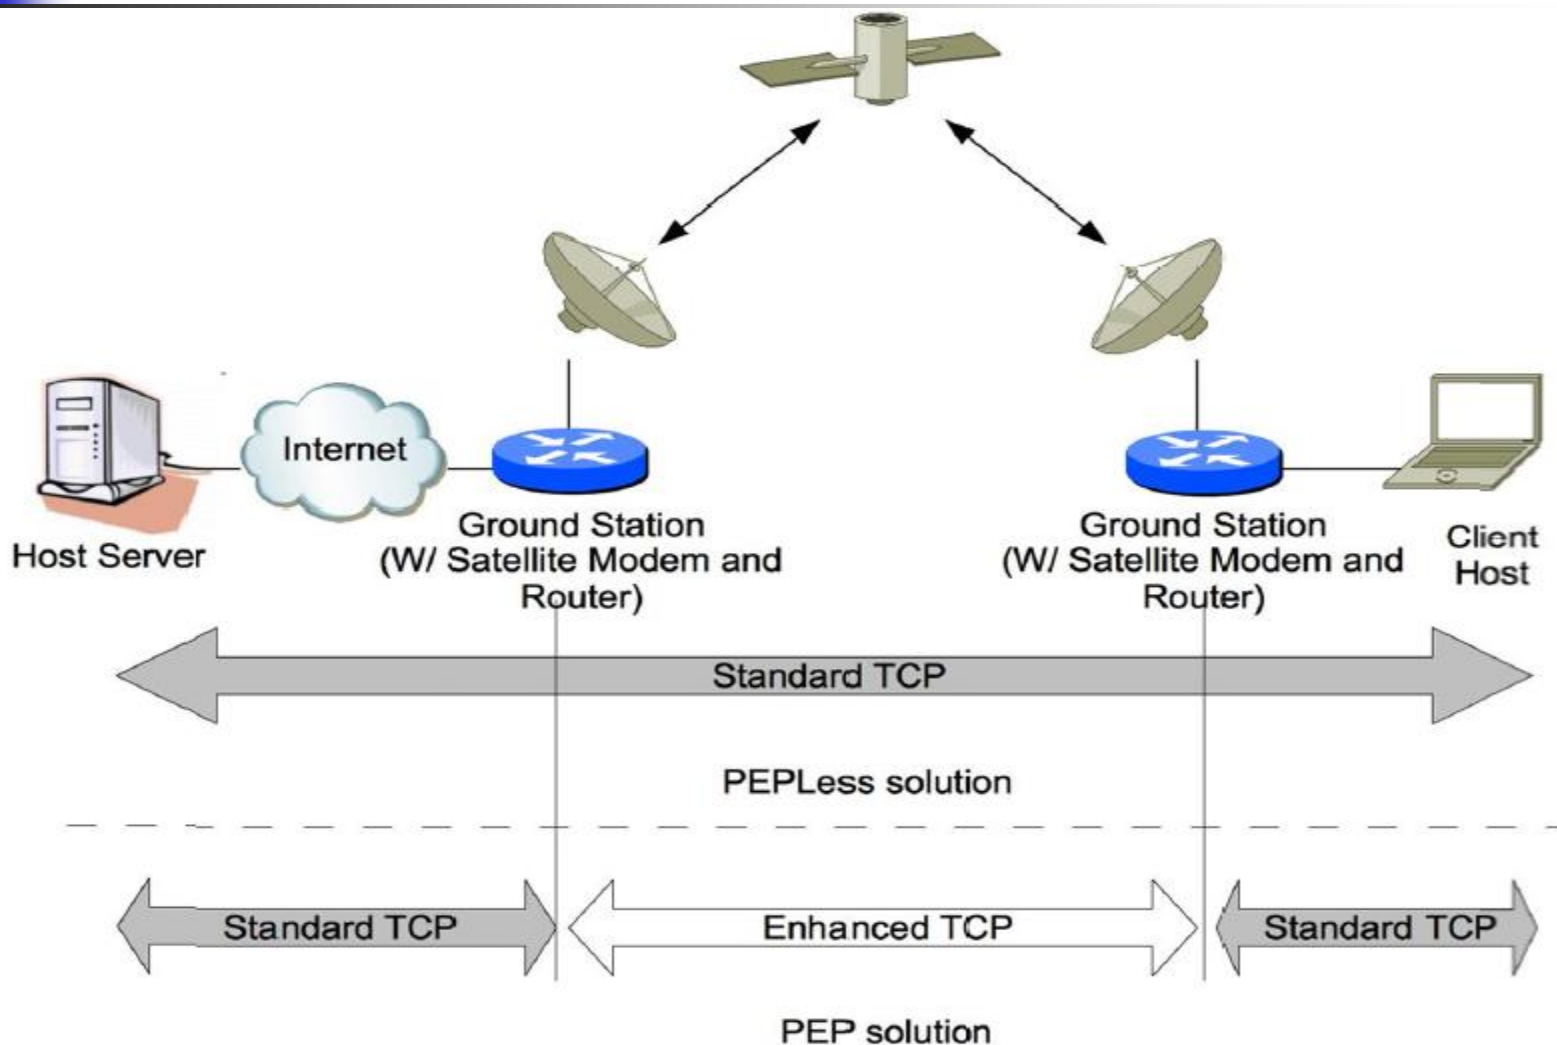 Internet
Host Server
Ground Station
(W/ Satellite Modem and
Router)
Ground Station
(W/ Satellite Modem and
Router)
Client
Host
Standard TCP
PEPLess solution
Standard TCP
Enhanced TCP
Standard TCP
PEP solution